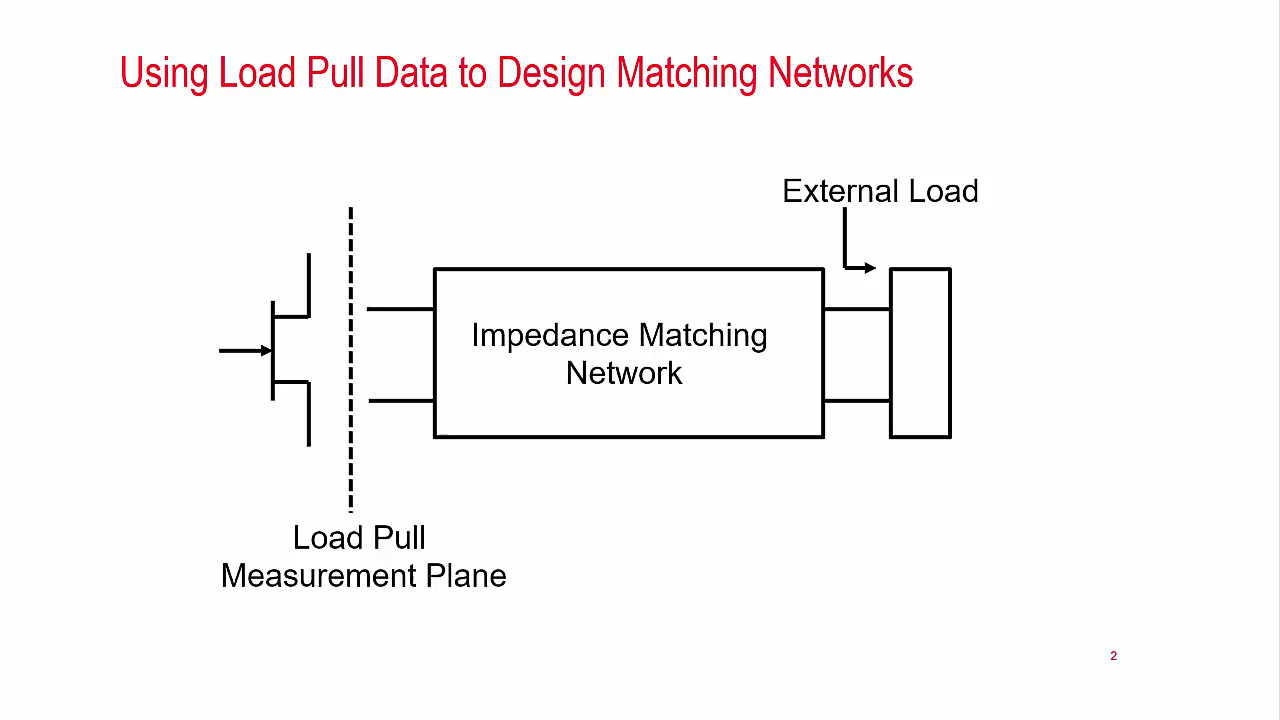 Using Load Pull Data to Design Matching Networks
External Load
Impedance Matching
Network
Load Pull
Measurement Plane
2